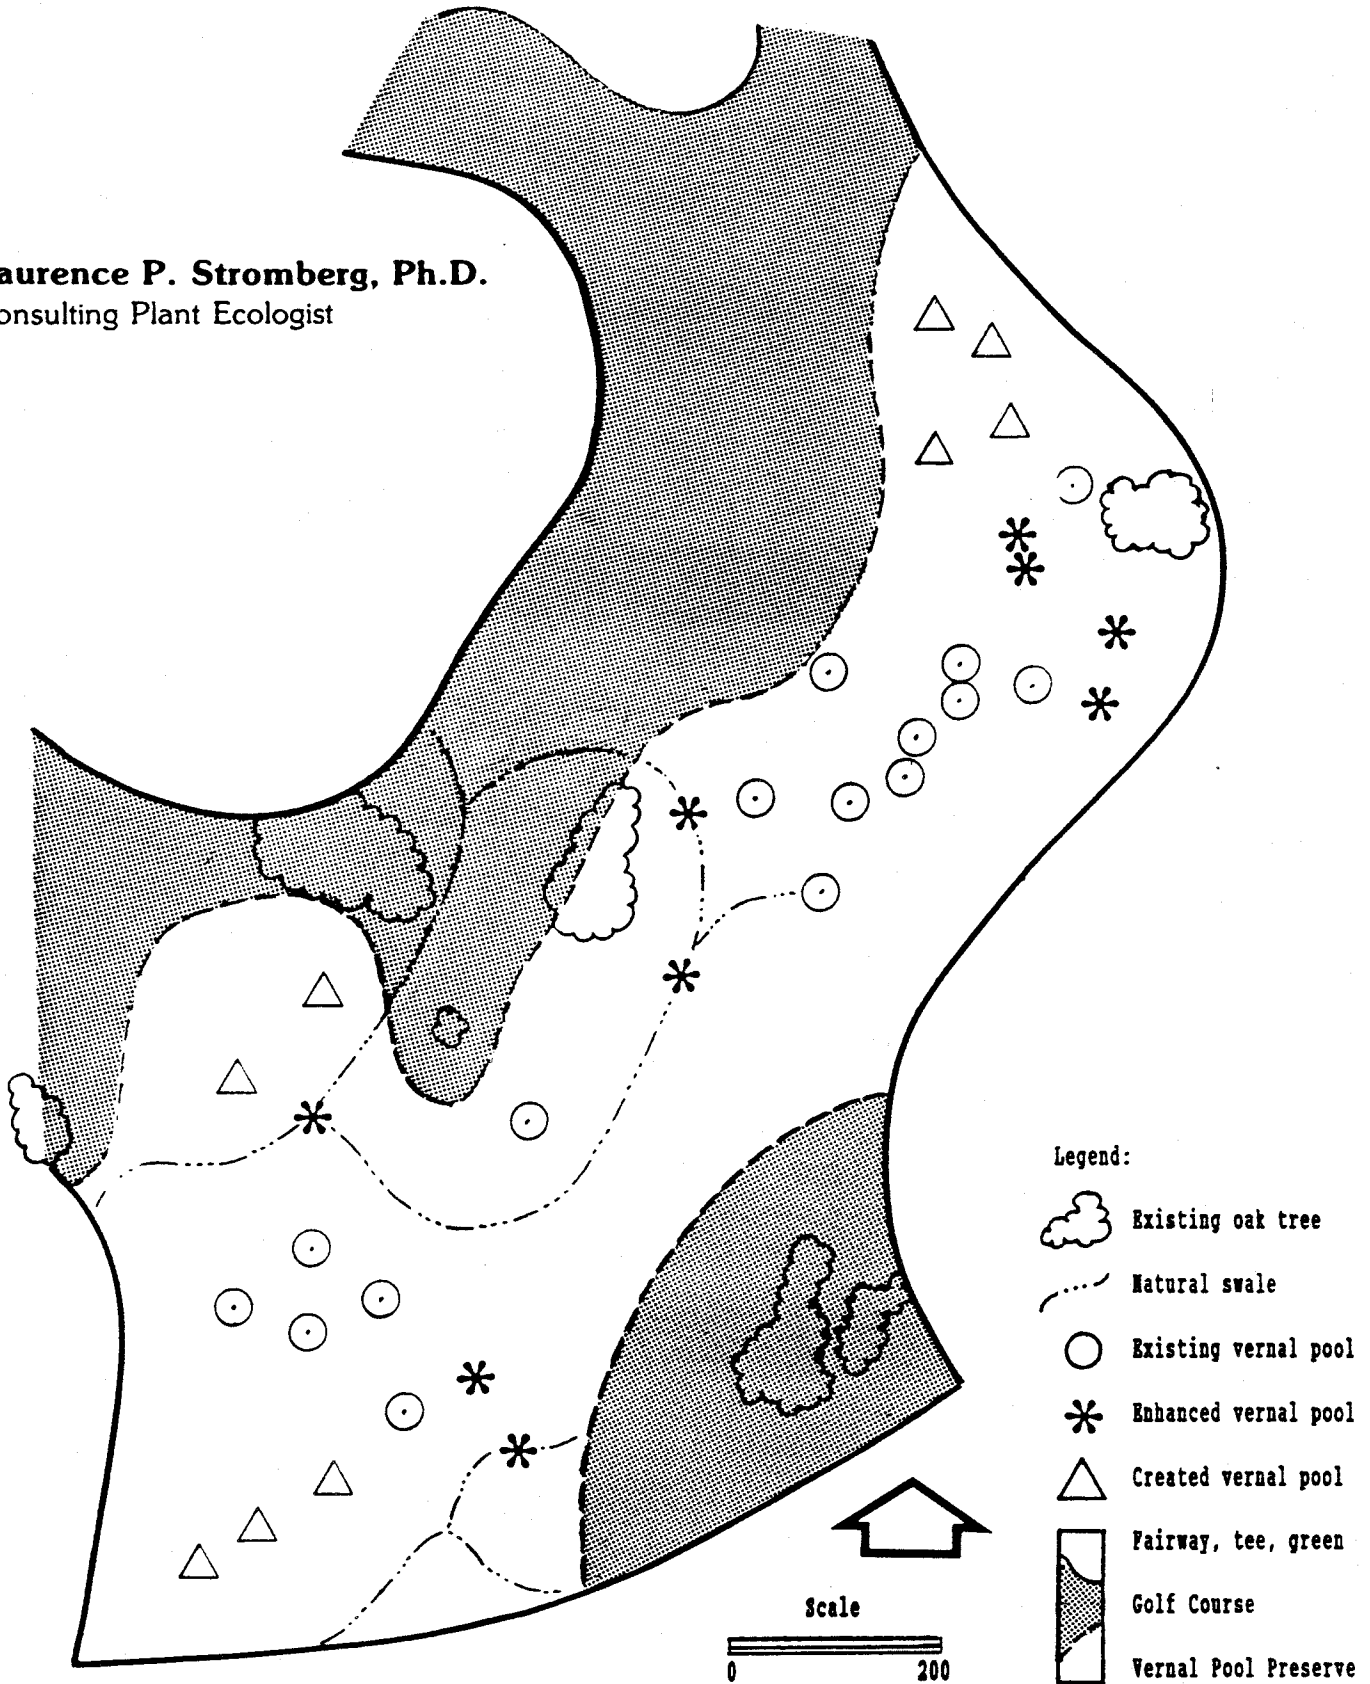 aurence P. Stromberg, Ph.D.
onsulting Plant Ecologist
Legend:
Existing oak tree
Natural swale
Existing vernal pool
Enhanced vernal pool
Created vernal pool
Fairway, tee, green
Golf Course
Vernal Pool Preserve
Scale
0 200